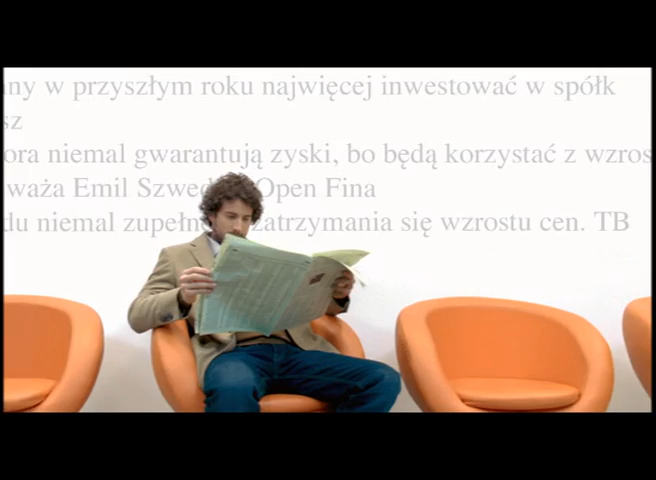 ny w przyszłym roku najwięcej inwestować w spółk
sz
ora niemal gwarantują zyski, bo będą korzystać z wzros
waża Emil Szwed Open Fina
du niemal zupełn zatrzymania się wzrostu cen. TB